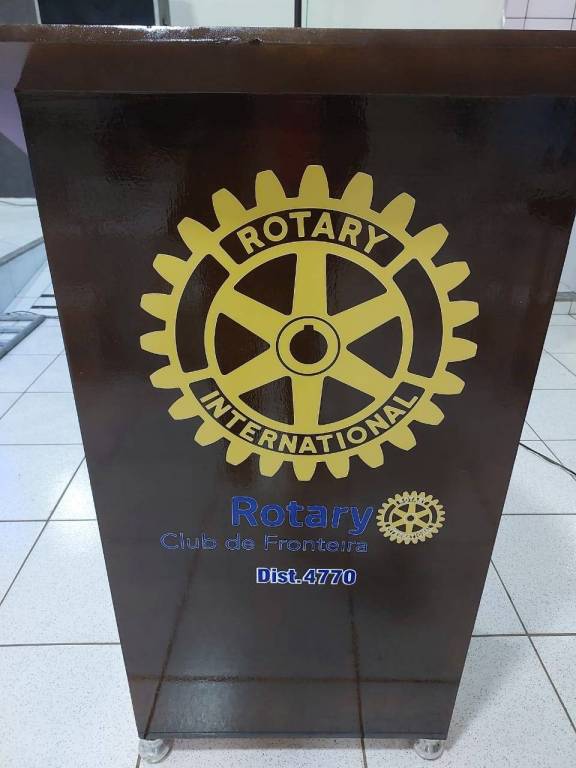 ROTARY
INTERNATIONAL
Rotary
Club de Fronteira
Dist.4770